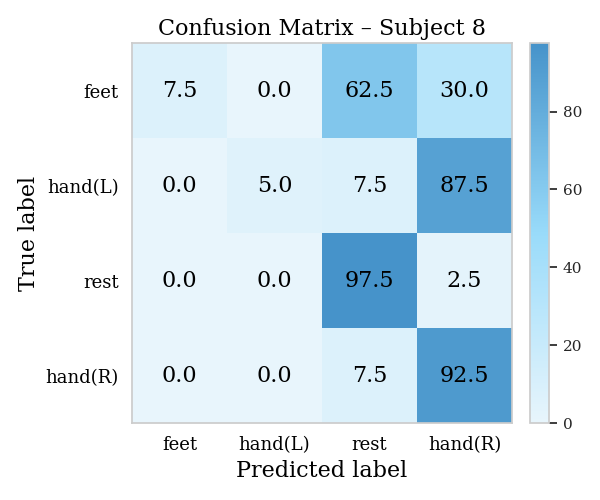 Confusion Matrix – Subject 8
feet 7.5 0.0 62.5 30.0
hand(L) 0.0 5.0 7.5 87.5
rest 0.0 0.0 97.5 2.5
hand(R) 0.0 0.0 7.5 92.5
feet hand(L) rest hand(R)
Predicted label
True label
80
60
40
20
0